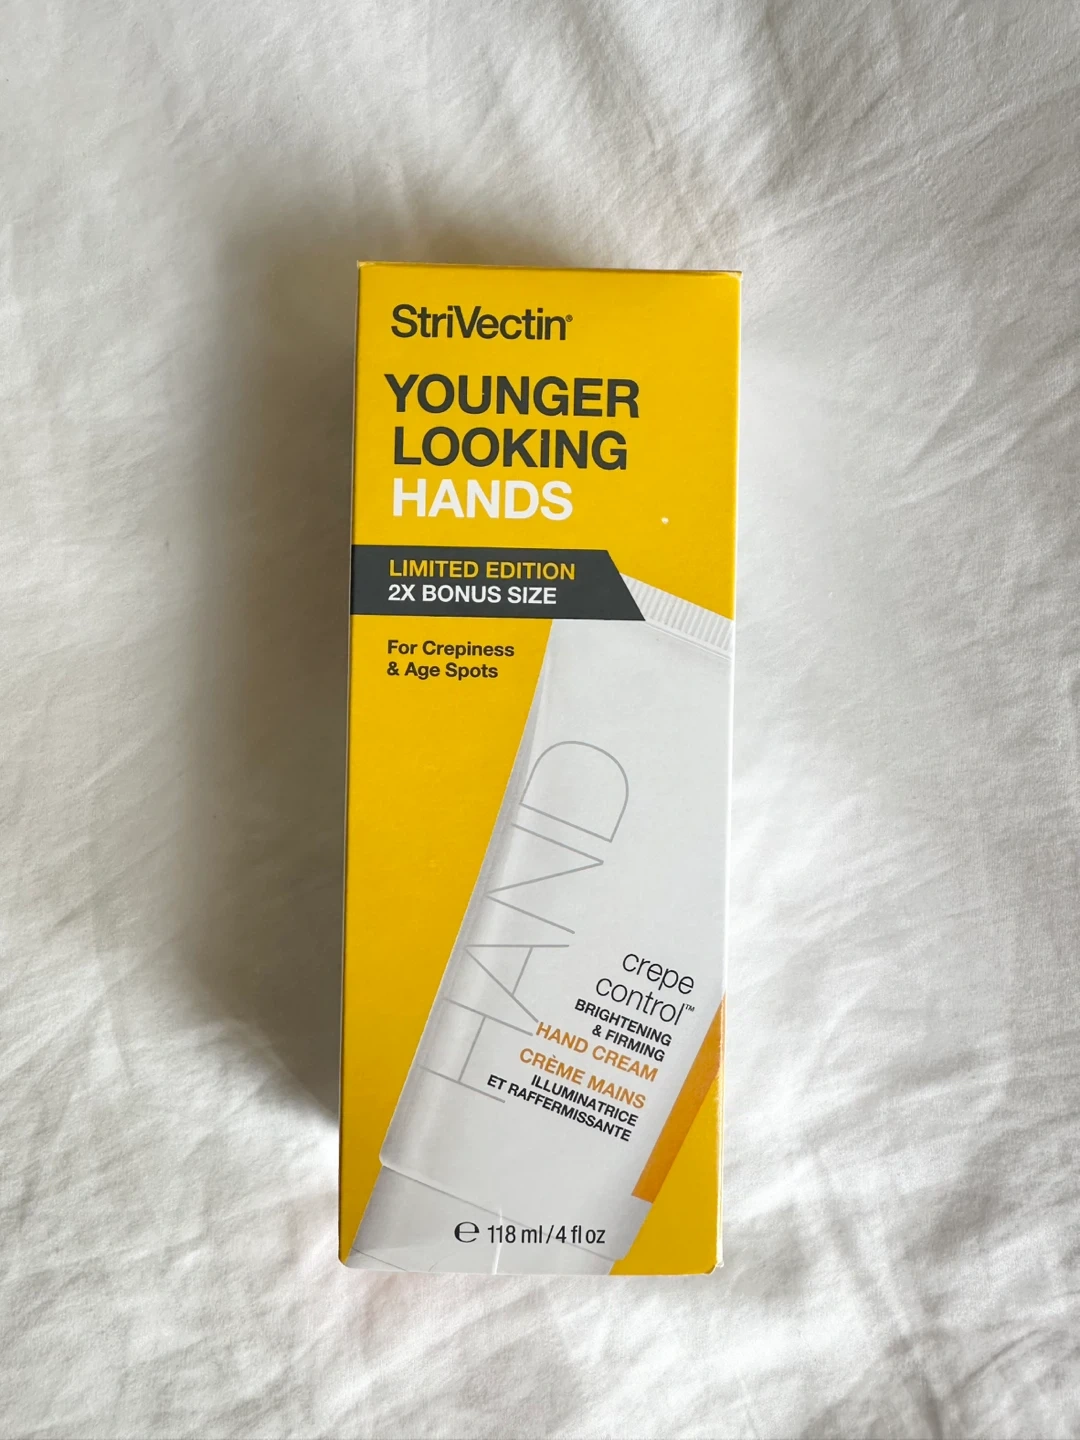 StriVectin®
YOUNGER
LOOKING
HANDS
LIMITED EDITION
2X BONUS SIZE
For Crepiness
& Age Spots
HAND
crepe
control™
BRIGHTENING
& FIRMING
HAND CREAM
CRÈME MAINS
ILLUMINATRICE
ET RAFFERMISSANTE
℮ 118 ml/4 fl oz